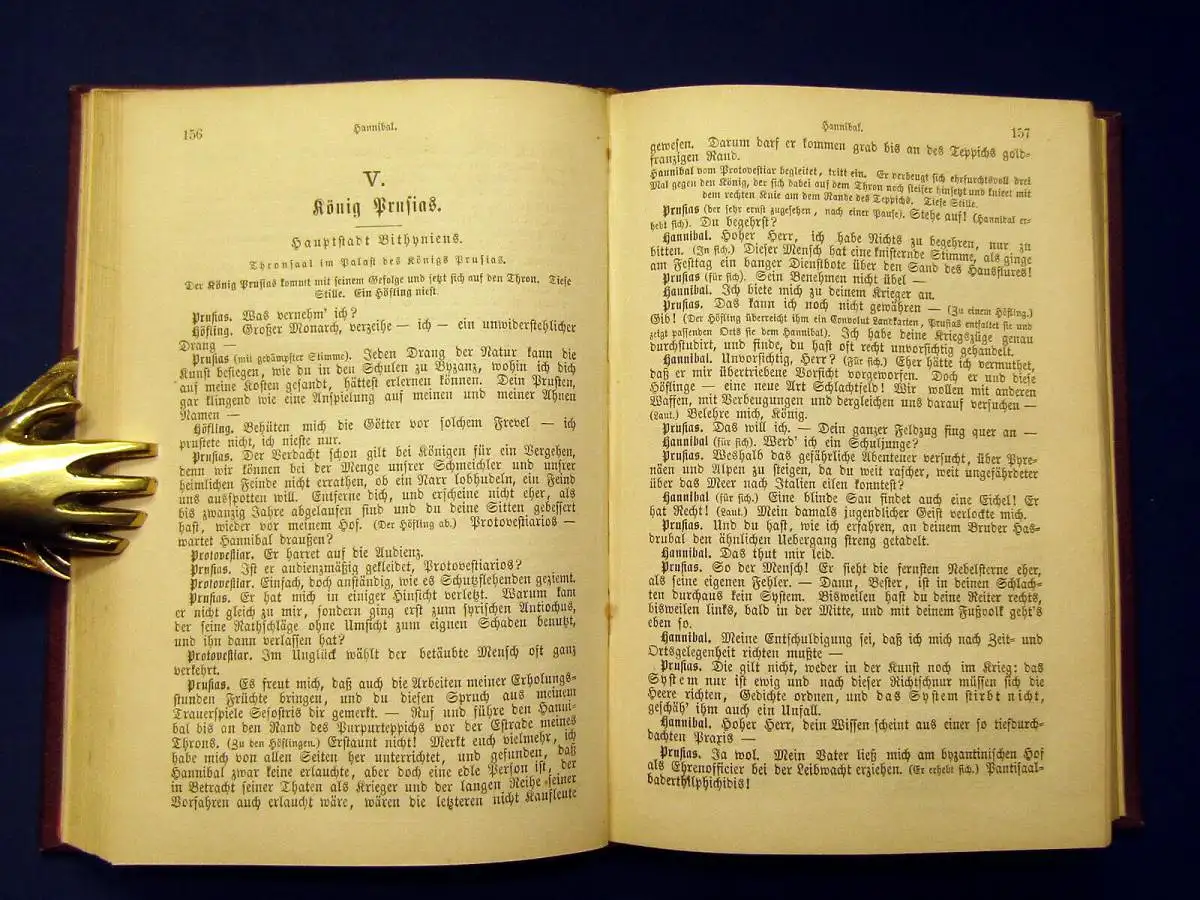 156
Hannibal.
V.
König Prusias.
Hauptstadt Bithyniens.
Thronsaal im Palast des Königs Prusias.
Der König Prusias kommt mit seinem Gefolge und setzt sich auf den Thron. Tiefe
Stille. Ein Höfling niest.
Prusias. Was vernehm' ich?
Höfling. Großer Monarch, verzeihe — ich — ein unwiderstehlicher
Drang —
Prusias (mit gedämpfter Stimme). Jeden Drang der Natur kann die
Kunst besiegen, wie du in den Schulen zu Byzanz, wohin ich dich
auf meine Kosten gesandt, hättest erlernen können. Dein Prusten,
gar klingend wie eine Anspielung auf meinen und meiner Ahnen
Namen —
Höfling. Behüten mich die Götter vor solchem Frevel — ich
prustete nicht, ich nieste nur.
Prusias. Der Verdacht schon gilt bei Königen für ein Vergehen,
denn wir können bei der Menge unsrer Schmeichler und unsrer
heimlichen Feinde nicht errathen, ob ein Narr lobhudeln, ein Feind
uns ausspotten will. Entferne dich, und erscheine nicht eher, als
bis zwanzig Jahre abgelaufen sind und du deine Sitten gebessert
hast, wieder vor meinem Hof. (Der Höfling ab.) Protovestiarios —
wartet Hannibal draußen?
Protovestiar. Er harret auf die Audienz.
Prusias. Ist er audienzmäßig gekleidet, Protovestiarios?
Protovestiar. Einfach, doch anständig, wie es Schutzflehenden geziemt.
Prusias. Er hat mich in einiger Hinsicht verletzt. Warum kam
er nicht gleich zu mir, sondern ging erst zum syrischen Antiochus,
der seine Rathschläge ohne Umsicht zum eignen Schaden benutzt,
und ihn dann verlassen hat?
Protovestiar. Im Unglück wählt der betäubte Mensch oft ganz
verkehrt.
Prusias. Es freut mich, daß auch die Arbeiten meiner Erholungs-
stunden Früchte bringen, und du diesen Spruch aus meinem
Trauerspiele Sesostris dir gemerkt. — Ruf und führe den Hanni-
bal bis an den Rand des Purpurteppichs vor der Estrade meines
Throns. (Zu den Höflingen.) Erstaunt nicht! Merkt euch vielmehr, ich
habe mich von allen Seiten her unterrichtet, und gefunden, daß
Hannibal zwar keine erlauchte, aber doch eine edle Person ist, der
in Betracht seiner Thaten als Krieger und der langen Reihe seiner
Vorfahren auch erlaucht wäre, wären die letzteren nicht Kaufleute
Hannibal.
157
gewesen. Darum darf er kommen grad bis an des Teppichs gold-
franzigen Rand.
Hannibal vom Protovestiar begleitet, tritt ein. Er verbeugt sich ehrfurchtsvoll drei
Mal gegen den König, der sich dabei auf dem Thron noch steifer hinsetzt und knieet mit
dem rechten Knie am dem Rande des Teppichs. Tiefe Stille.
Prusias (der sehr ernst zugesehen, nach einer Pause). Stehe auf! (Hannibal er-
hebt sich). Du begehrst?
Hannibal. Hoher Herr, ich habe Nichts zu begehren, nur zu
bitten. (In sich.) Dieser Mensch hat eine knisternde Stimme, als ginge
am Festtag ein banger Dienstbote über den Sand des Hausflures!
Prusias (für sich). Sein Benehmen nicht übel —
Hannibal. Ich biete mich zu deinem Krieger an.
Prusias. Das kann ich noch nicht gewähren — (Zu einem Höfling.)
Gib! (Der Höfling überreicht ihm ein Convolut Landkarten, Prusias entfaltet sie und
zeigt passenden Orts sie dem Hannibal). Ich habe deine Kriegszüge genau
durchstudirt, und finde, du hast oft recht unvorsichtig gehandelt.
Hannibal. Unvorsichtig, Herr? (Für sich.) Eher hätte ich vermuthet,
daß er mir übertriebene Vorsicht vorgeworfen. Doch er und diese
Höflinge — eine neue Art Schlachtfeld! Wir wollen mit anderen
Waffen, mit Verbeugungen und dergleichen uns darauf versuchen —
(Laut.) Belehre mich, König.
Prusias. Das will ich. — Dein ganzer Feldzug fing quer an —
Hannibal (für sich). Werd' ich ein Schuljunge?
Prusias. Weshalb das gefährliche Abenteuer versucht, über Pyre-
näen und Alpen zu steigen, da du weit rascher, weit ungefährdeter
über das Meer nach Italien eilen konntest?
Hannibal (für sich.) Eine blinde Sau findet auch eine Eichel! Er
hat Recht! (Laut.) Mein damals jugendlicher Geist verlockte mich.
Prusias. Und du hast, wie ich erfahren, an deinem Bruder Has-
drubal den ähnlichen Uebergang streng getadelt.
Hannibal. Das thut mir leid.
Prusias. So der Mensch! Er sieht die fernsten Nebelsterne eher,
als seine eigenen Fehler. — Dann, Bester, ist in deinen Schlach-
ten durchaus kein System. Bisweilen hast du deine Reiter rechts,
bisweilen links, bald in der Mitte, und mit deinem Fußvolk geht's
eben so.
Hannibal. Meine Entschuldigung sei, daß ich mich nach Zeit- und
Ortsgelegenheit richten mußte —
Prusias. Die gilt nicht, weder in der Kunst noch im Krieg: das
System nur ist ewig und nach dieser Richtschnur müssen sich die
Heere richten, Gedichte ordnen, und das System stirbt nicht,
geschäh' ihm auch ein Unfall.
Hannibal. Hoher Herr, dein Wissen scheint aus einer so tiefdurch-
dachten Praxis —
Prusias. Ja wol. Mein Vater ließ mich am byzantinischen Hof
als Ehrenofficier bei der Leibwacht erziehen. (Er erhebt sich.) Pantisaal-
baderthilphichidis!